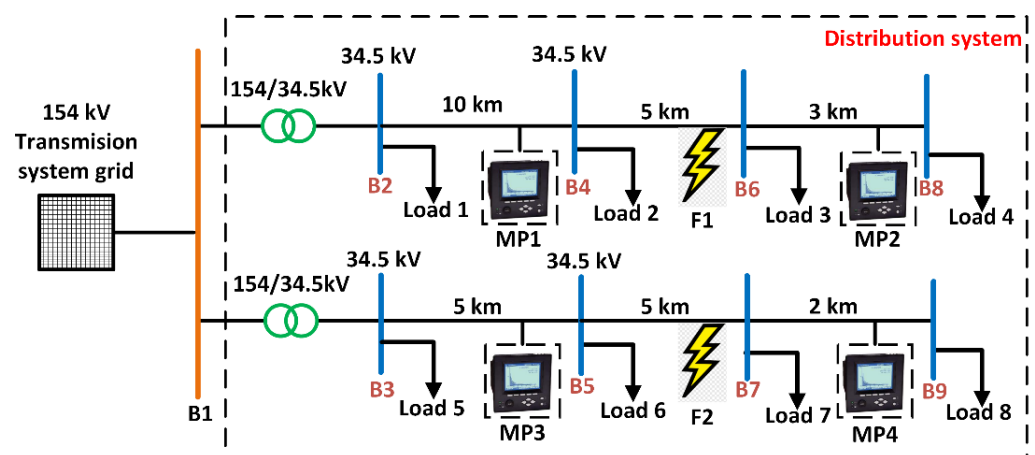 Distribution system
34.5 kV
34.5 kV
154/34.5kV
10 km
5 km
3 km
154 kV
Transmision
system grid
B2
B4
B6
B8
Load 1
Load 2
Load 3
Load 4
MP1
F1
MP2
34.5 kV
34.5 kV
154/34.5kV
5 km
5 km
2 km
B3
B5
B7
B9
B1
Load 5
Load 6
Load 7
Load 8
MP3
F2
MP4